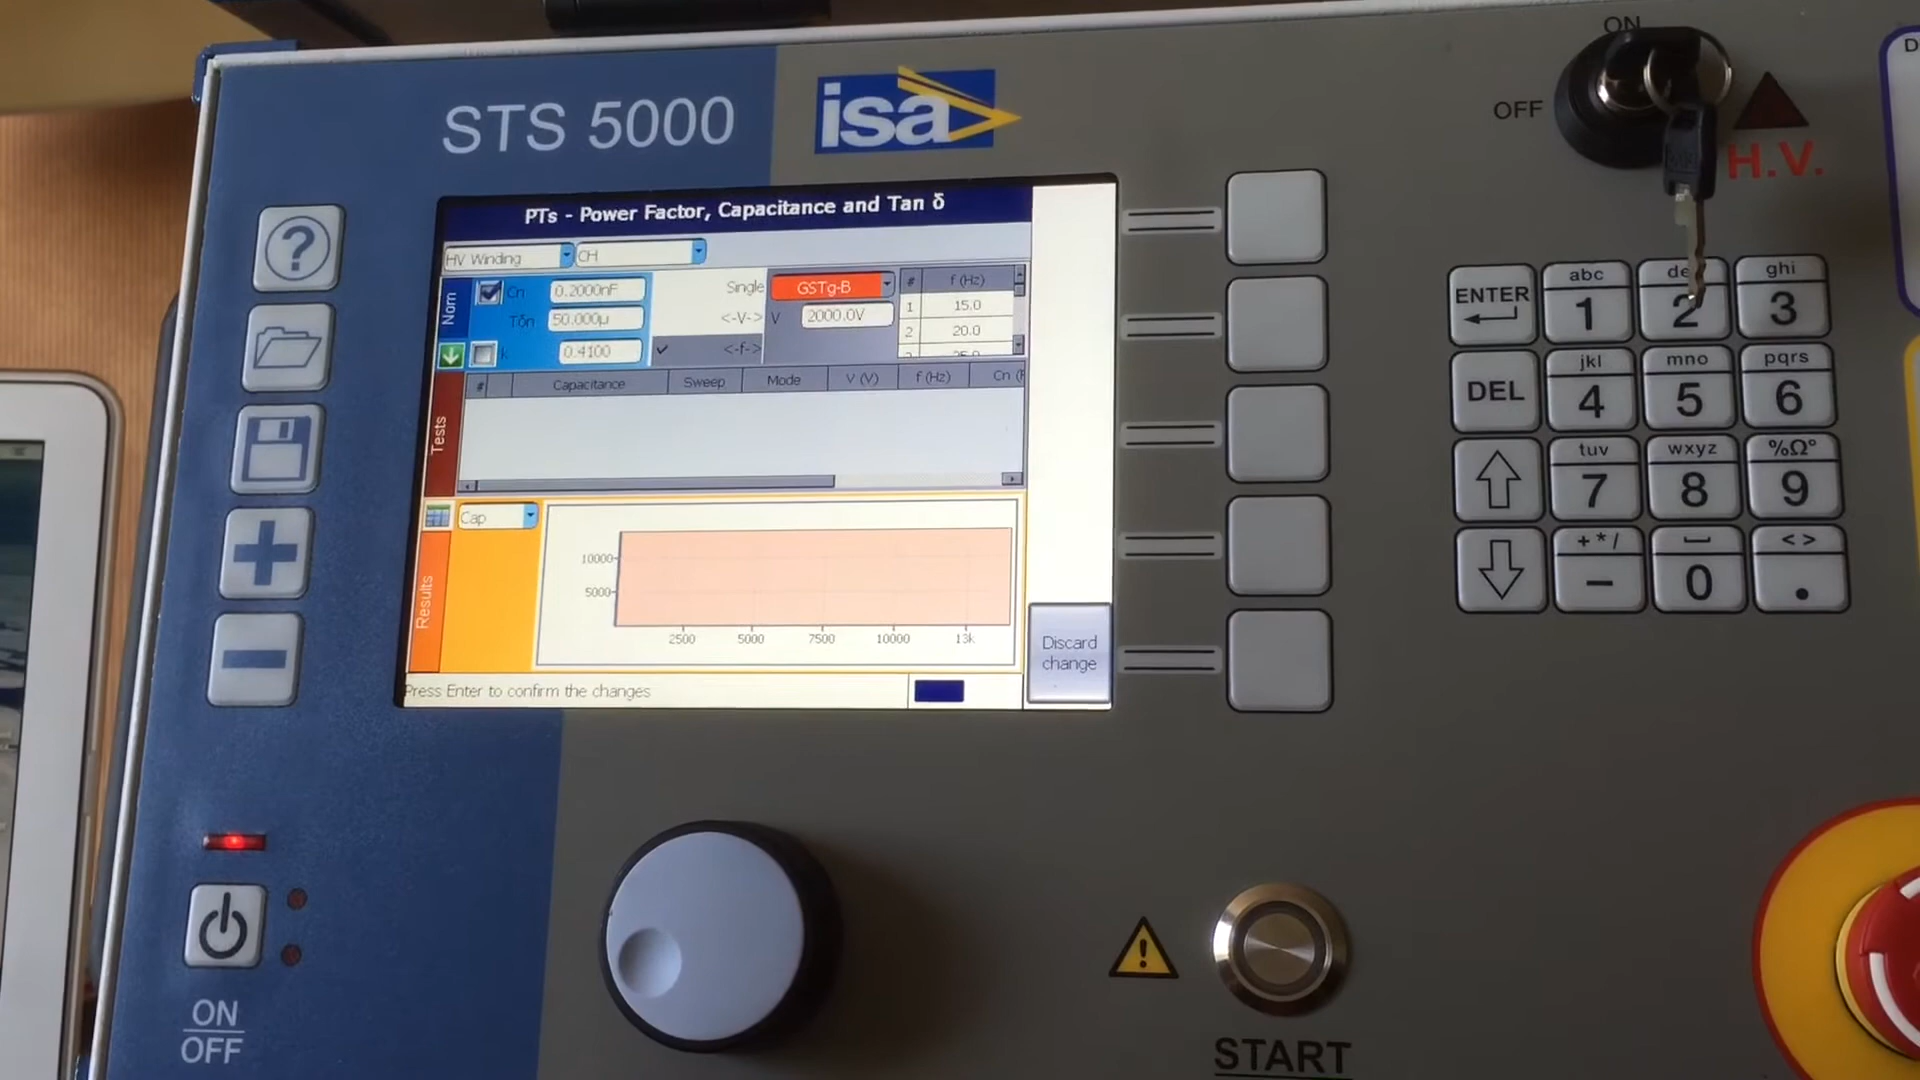 ON
STS 5000
isa
OFF
H.V.
D
PTs - Power Factor, Capacitance and Tan δ
HV Winding
CH
Nom
Cn
0.2000nF
Single
GSTg-B
#
f (Hz)
Tδn
50.000µ
<-V->
V
2000.0V
1
15.0
2
20.0
k
0.4100
<-f->
Tests
#
Capacitance
Sweep
Mode
V (V)
f (Hz)
Cn (F
Results
Cap
10000
5000
2500
5000
7500
10000
13k
Discard
change
Press Enter to confirm the changes
?
ENTER
abc
1
de
2
ghi
3
DEL
jkl
4
mno
5
pqrs
6
tuv
7
wxyz
8
%Ω°
9
+ * /
–
0
< >
.
ON
OFF
START